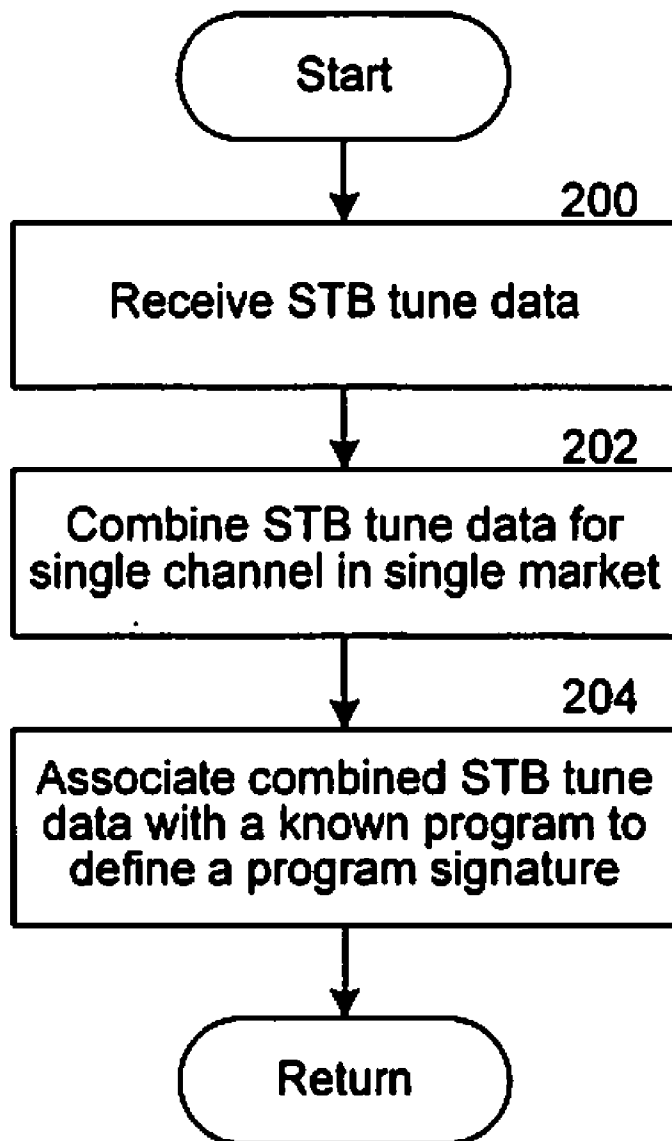 Start
200
Receive STB tune data
202
Combine STB tune data for
single channel in single market
204
Associate combined STB tune
data with a known program to
define a program signature
Return